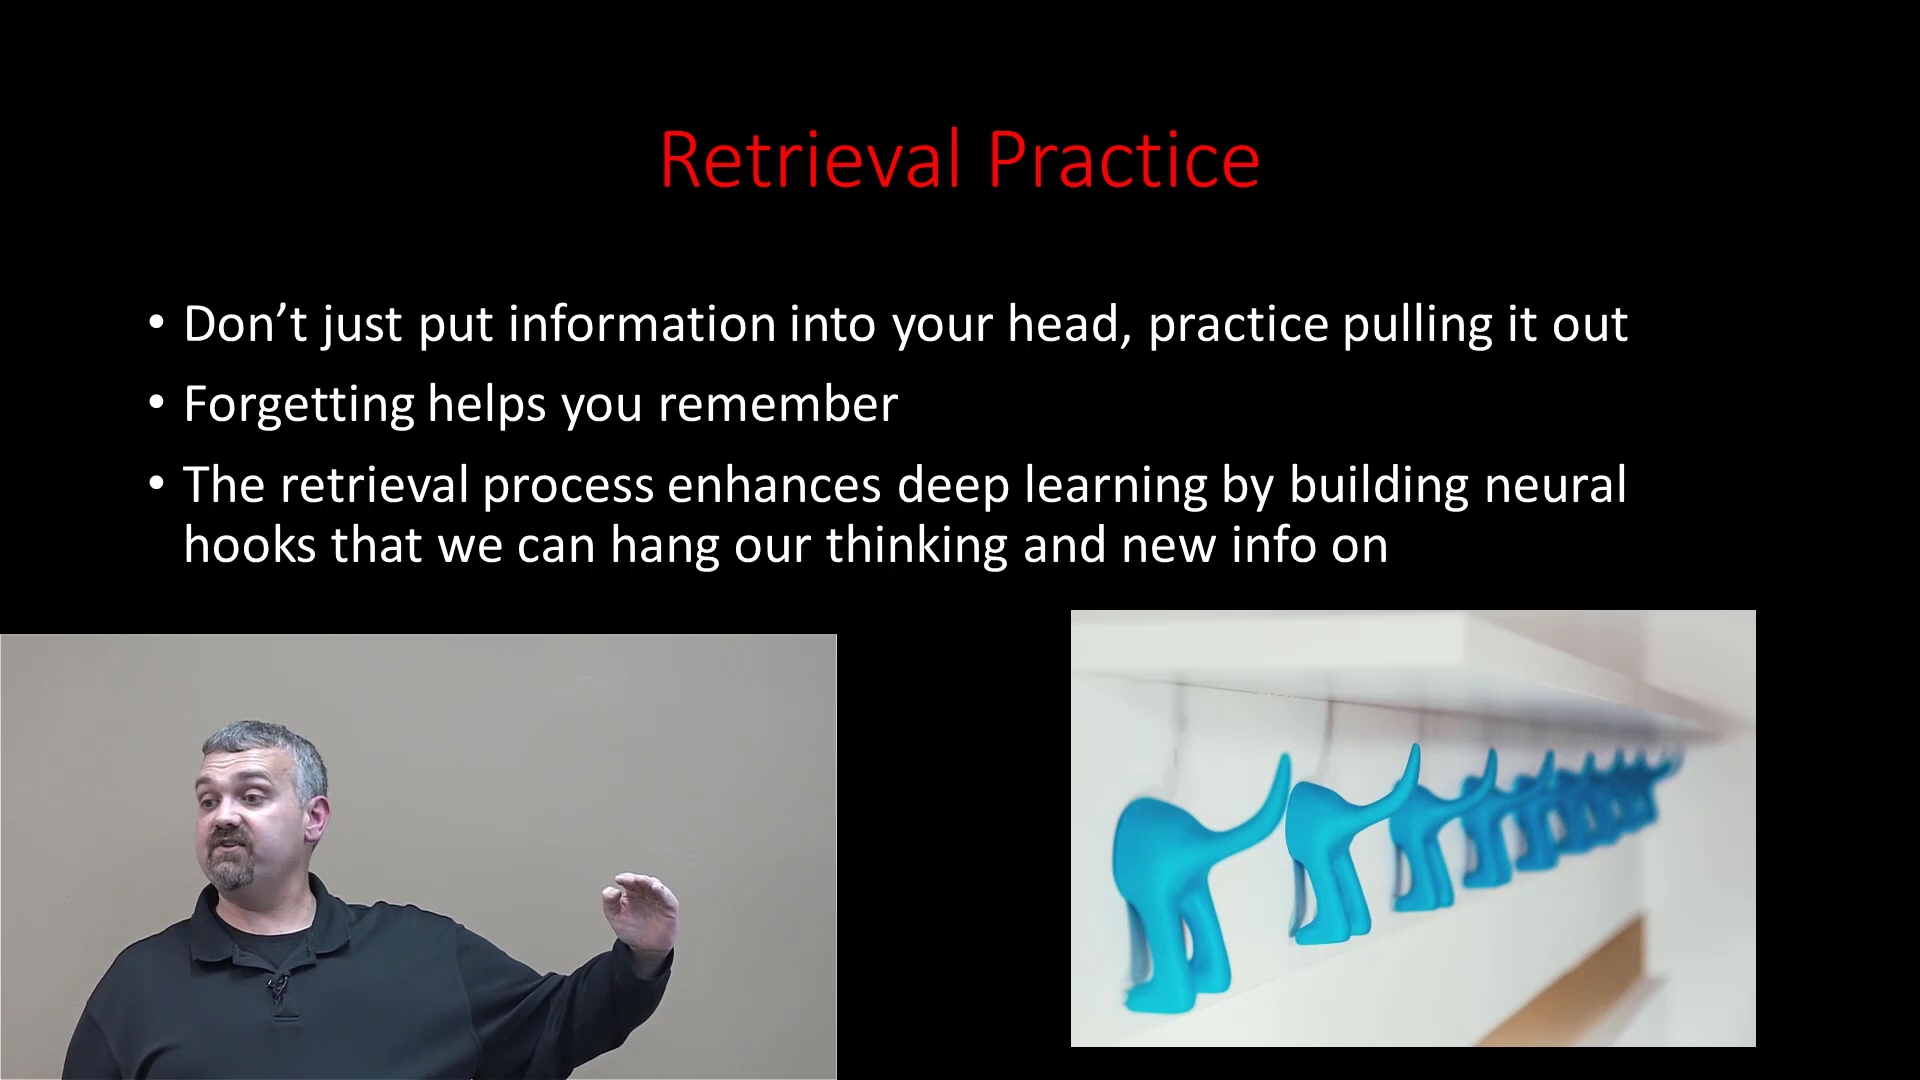 Retrieval Practice
• Don’t just put information into your head, practice pulling it out
• Forgetting helps you remember
• The retrieval process enhances deep learning by building neural
hooks that we can hang our thinking and new info on